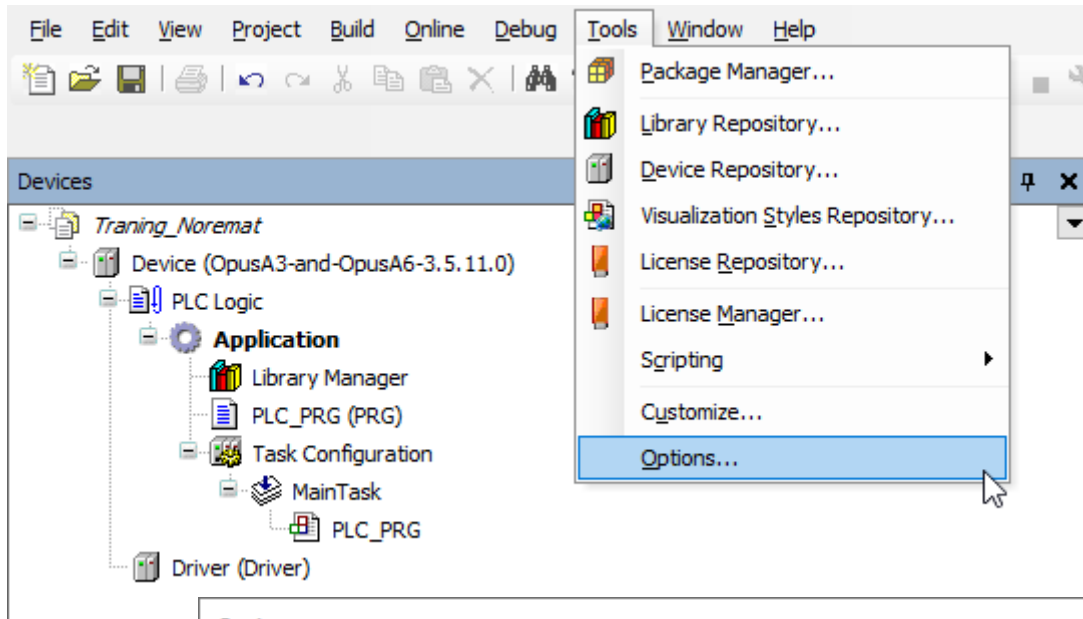 File Edit View Project Build Online Debug Tools Window Help
Package Manager...
Library Repository...
Device Repository...
Visualization Styles Repository...
License Repository...
License Manager...
Scripting
Customize...
Options...
Devices
Traning_Noremat
Device (OpusA3-and-OpusA6-3.5.11.0)
PLC Logic
Application
Library Manager
PLC_PRG (PRG)
Task Configuration
MainTask
PLC_PRG
Driver (Driver)